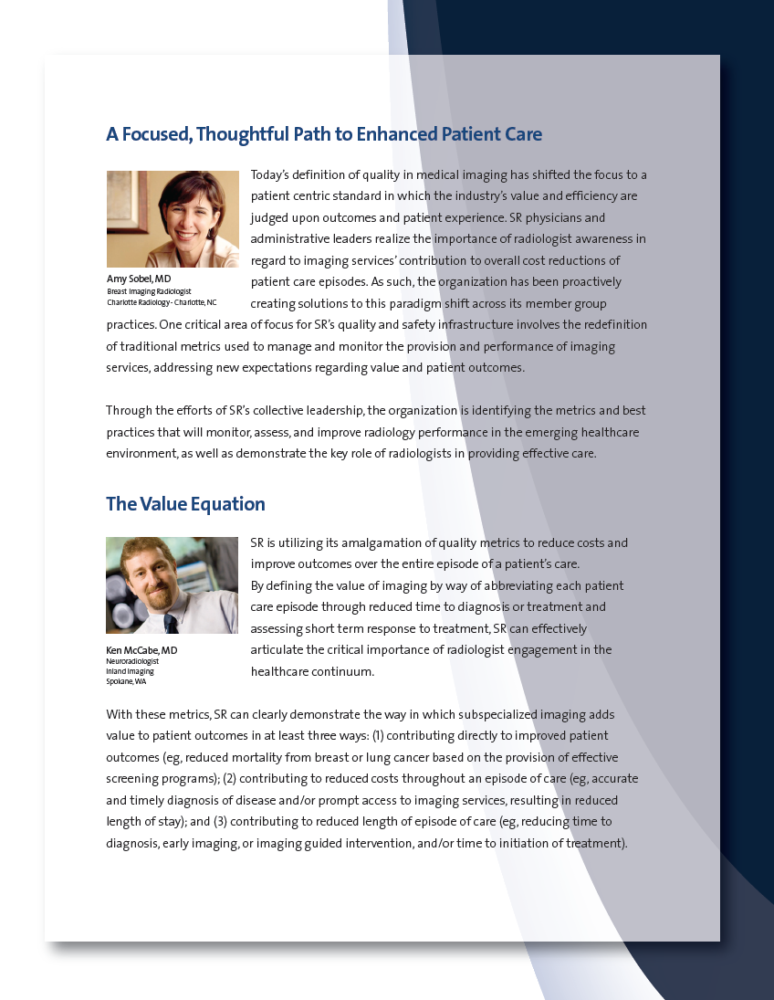 A Focused, Thoughtful Path to Enhanced Patient Care
Today's definition of quality in medical imaging has shifted the focus to a
patient centric standard in which the industry's value and efficiency are
judged upon outcomes and patient experience. SR physicians and
administrative leaders realize the importance of radiologist awareness in
regard to imaging services' contribution to overall cost reductions of
patient care episodes. As such, the organization has been proactively
creating solutions to this paradigm shift across its member group
Amy Sobel, MD
Breast Imaging Radiologist
Charlotte Radiology - Charlotte, NC
practices. One critical area of focus for SR's quality and safety infrastructure involves the redefinition
of traditional metrics used to manage and monitor the provision and performance of imaging
services, addressing new expectations regarding value and patient outcomes.
Through the efforts of SR's collective leadership, the organization is identifying the metrics and best
practices that will monitor, assess, and improve radiology performance in the emerging healthcare
environment, as well as demonstrate the key role of radiologists in providing effective care.
The Value Equation
SR is utilizing its amalgamation of quality metrics to reduce costs and
improve outcomes over the entire episode of a patient's care.
By defining the value of imaging by way of abbreviating each patient
care episode through reduced time to diagnosis or treatment and
assessing short term response to treatment, SR can effectively
articulate the critical importance of radiologist engagement in the
healthcare continuum.
Ken McCabe, MD
Neuroradiologist
Inland Imaging
Spokane, WA
With these metrics, SR can clearly demonstrate the way in which subspecialized imaging adds
value to patient outcomes in at least three ways: (1) contributing directly to improved patient
outcomes (eg, reduced mortality from breast or lung cancer based on the provision of effective
screening programs); (2) contributing to reduced costs throughout an episode of care (eg, accurate
and timely diagnosis of disease and/or prompt access to imaging services, resulting in reduced
length of stay); and (3) contributing to reduced length of episode of care (eg, reducing time to
diagnosis, early imaging, or imaging guided intervention, and/or time to initiation of treatment).